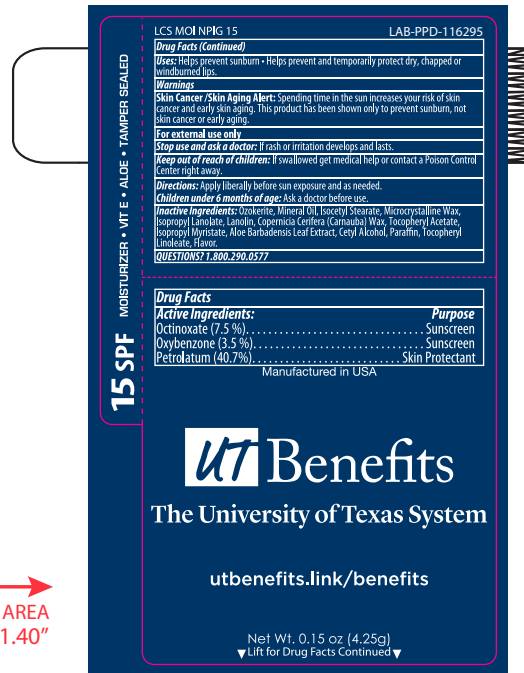 LCS MOI NPIG 15 LAB-PPD-116295
Drug Facts (Continued)
Uses: Helps prevent sunburn • Helps prevent and temporarily protect dry, chapped or
windburned lips.
Warnings
Skin Cancer/Skin Aging Alert: Spending time in the sun increases your risk of skin
cancer and early skin aging. This product has been shown only to prevent sunburn, not
skin cancer or early aging.
For external use only
Stop use and ask a doctor: If rash or irritation develops and lasts.
Keep out of reach of children: If swallowed get medical help or contact a Poison Control
Center right away.
Directions: Apply liberally before sun exposure and as needed.
Children under 6 months of age: Ask a doctor before use.
Inactive Ingredients: Ozokerite, Mineral Oil, Isocetyl Stearate, Microcrystalline Wax,
Isopropyl Lanolate, Lanolin, Copernicia Cerifera (Carnauba) Wax, Tocopheryl Acetate,
Isopropyl Myristate, Aloe Barbadensis Leaf Extract, Cetyl Alcohol, Paraffin, Tocopheryl
Linoleate, Flavor.
QUESTIONS? 1.800.290.0577
15 SPF MOISTURIZER • VIT E • ALOE • TAMPER SEALED
Drug Facts
Active Ingredients: Purpose
Octinoxate (7.5 %)..............................Sunscreen
Oxybenzone (3.5 %)............................Sunscreen
Petrolatum (40.7%).........................Skin Protectant
Manufactured in USA
UT Benefits
The University of Texas System
utbenefits.link/benefits
AREA
1.40"
Net Wt. 0.15 oz (4.25g)
▼Lift for Drug Facts Continued▼